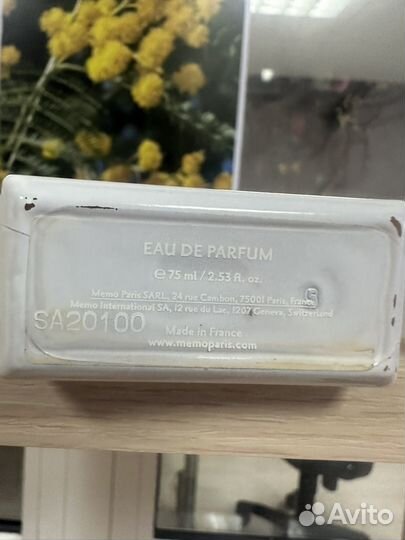 EAU DE PARFUM
℮ 75 ml / 2.53 fl. oz.
Memo Paris SARL, 24 rue Cambon, 75001 Paris, France
Memo International SA, 12 rue du Lac, 1207 Geneva, Switzerland
SA20100
Made in France
www.memoparis.com
Avito